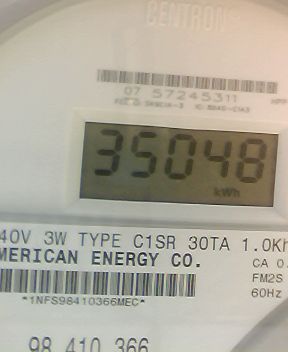 CENTRON
07 57245311
35048
kWh
40V 3W TYPE C1SR 30TA 1.0Kh
MERICAN ENERGY CO.
CA 0.
FM2S
60Hz
*1NFS98410366MEC*
98 410 366